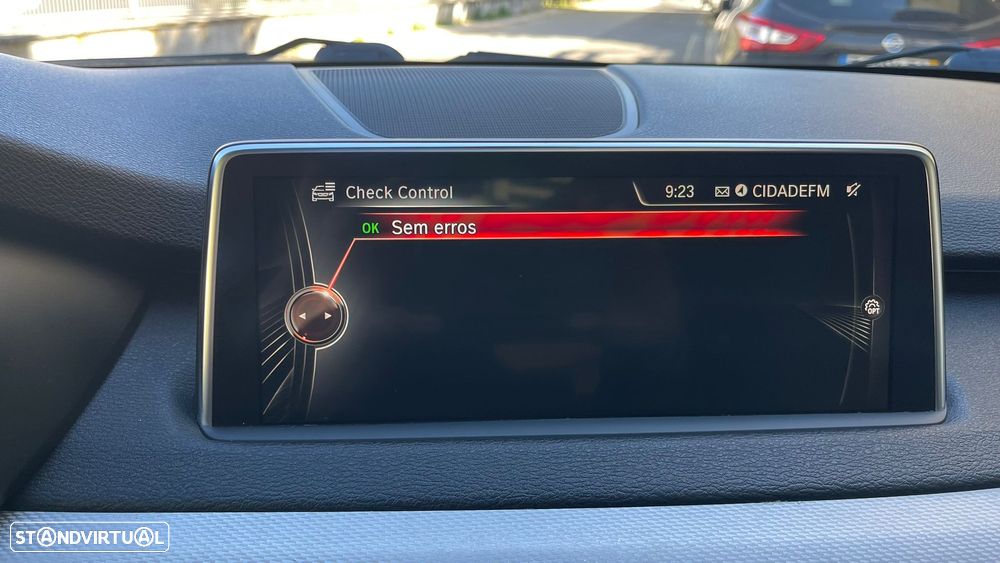 Check Control
9:23 CIDADEFM
OK Sem erros
OPT
STANDVIRTUAL